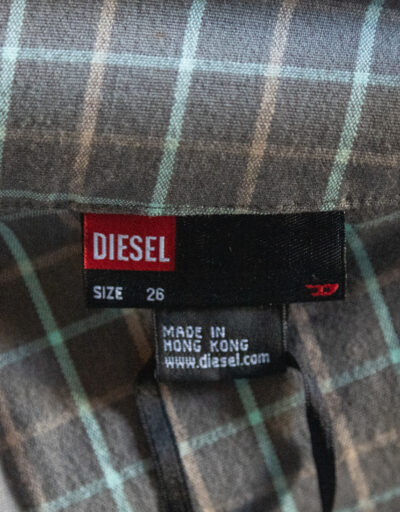 DIESEL
SIZE 26
MADE IN
HONG KONG
www.diesel.com